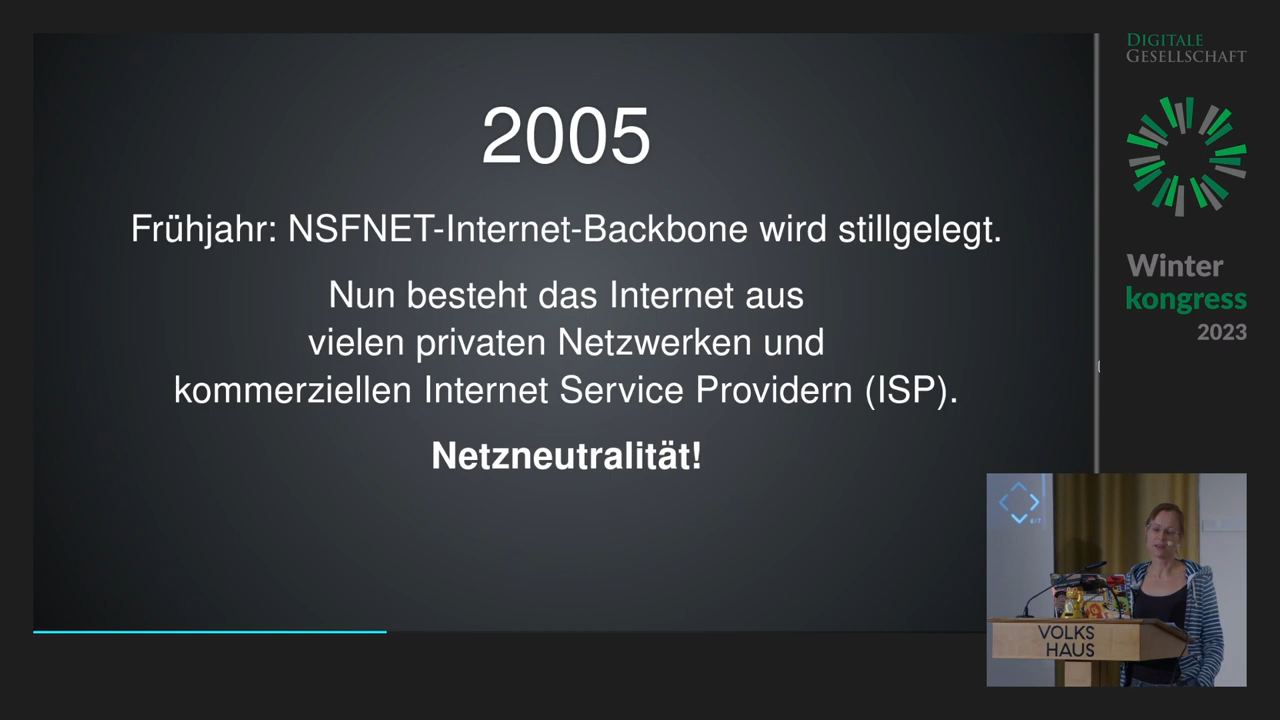 2005
Frühjahr: NSFNET-Internet-Backbone wird stillgelegt.
Nun besteht das Internet aus
vielen privaten Netzwerken und
kommerziellen Internet Service Providern (ISP).
Netzneutralität!
DIGITALE
GESELLSCHAFT
Winter
kongress
2023
VOLKS
HAUS